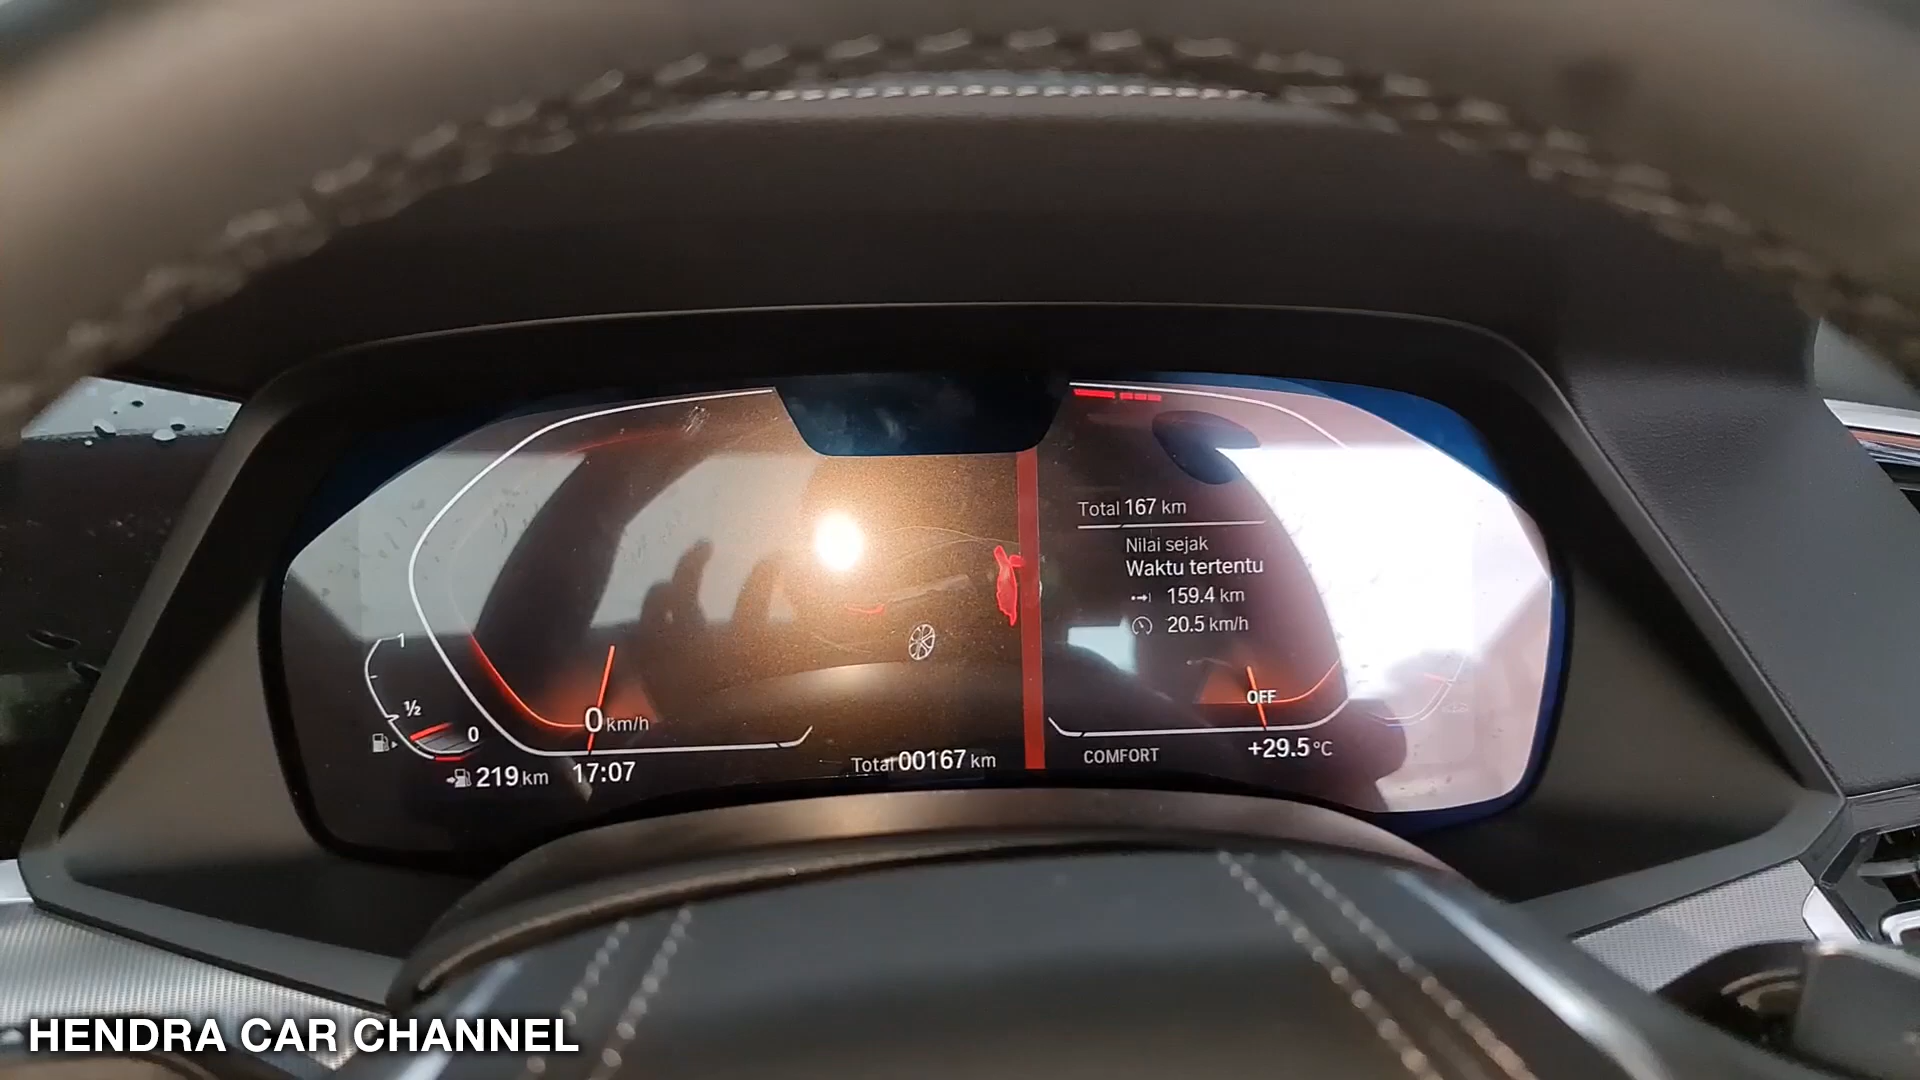 Total 167 km
Nilai sejak
Waktu tertentu
159.4 km
20.5 km/h
1
½
0
0 km/h
OFF
219 km
17:07
Total 00167 km
COMFORT
+29.5 °C
HENDRA CAR CHANNEL